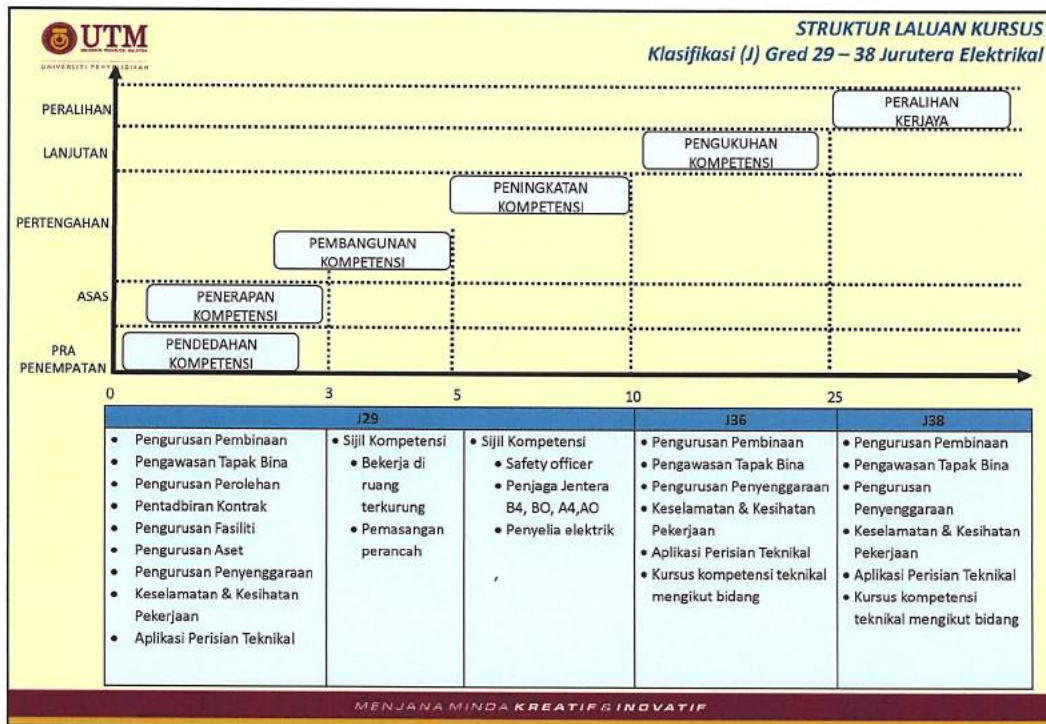 UTM
UNIVERSITI TEKNOLOGI MALAYSIA
UNIVERSITI PENYELIDIKAN
STRUKTUR LALUAN KURSUS
Klasifikasi (J) Gred 29 – 38 Jurutera Elektrikal
PERALIHAN
LANJUTAN
PERTENGAHAN
ASAS
PRA
PENEMPATAN
PERALIHAN
KERJAYA
PENGUKUHAN
KOMPETENSI
PENINGKATAN
KOMPETENSI
PEMBANGUNAN
KOMPETENSI
PENERAPAN
KOMPETENSI
PENDEDAHAN
KOMPETENSI
0 3 5 10 25
J29 J36 J38
• Pengurusan Pembinaan
• Pengawasan Tapak Bina
• Pengurusan Perolehan
• Pentadbiran Kontrak
• Pengurusan Fasiliti
• Pengurusan Aset
• Pengurusan Penyenggaraan
• Keselamatan & Kesihatan
Pekerjaan
• Aplikasi Perisian Teknikal
• Sijil Kompetensi
• Bekerja di
ruang
terkurung
• Pemasangan
perancah
• Sijil Kompetensi
• Safety officer
• Penjaga Jentera
B4, BO, A4,AO
• Penyelia elektrik
,
• Pengurusan Pembinaan
• Pengawasan Tapak Bina
• Pengurusan Penyenggaraan
• Keselamatan & Kesihatan
Pekerjaan
• Aplikasi Perisian Teknikal
• Kursus kompetensi teknikal
mengikut bidang
• Pengurusan Pembinaan
• Pengawasan Tapak Bina
• Pengurusan
Penyenggaraan
• Keselamatan & Kesihatan
Pekerjaan
• Aplikasi Perisian Teknikal
• Kursus kompetensi
teknikal mengikut bidang
MENJANA MINDA KREATIF & INOVATIF